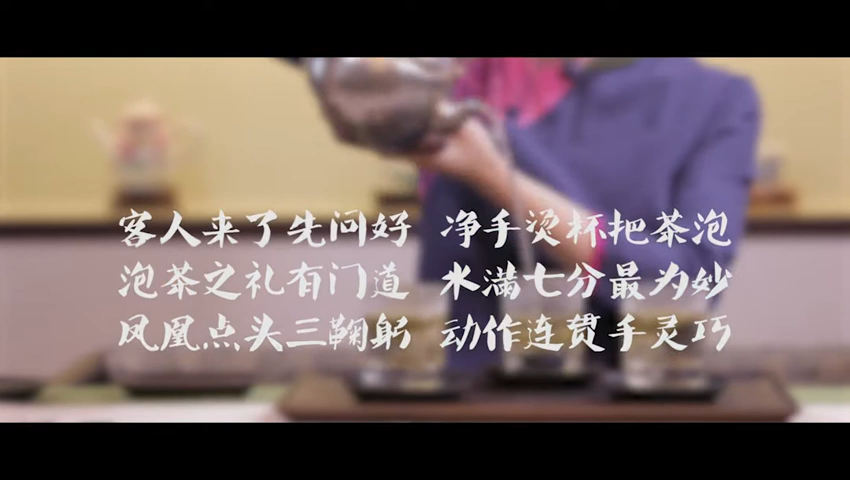 客人来了先问好 净手烫杯把茶泡
泡茶之礼有门道 水满七分最为妙
凤凰点头三鞠躬 动作连贯手灵巧